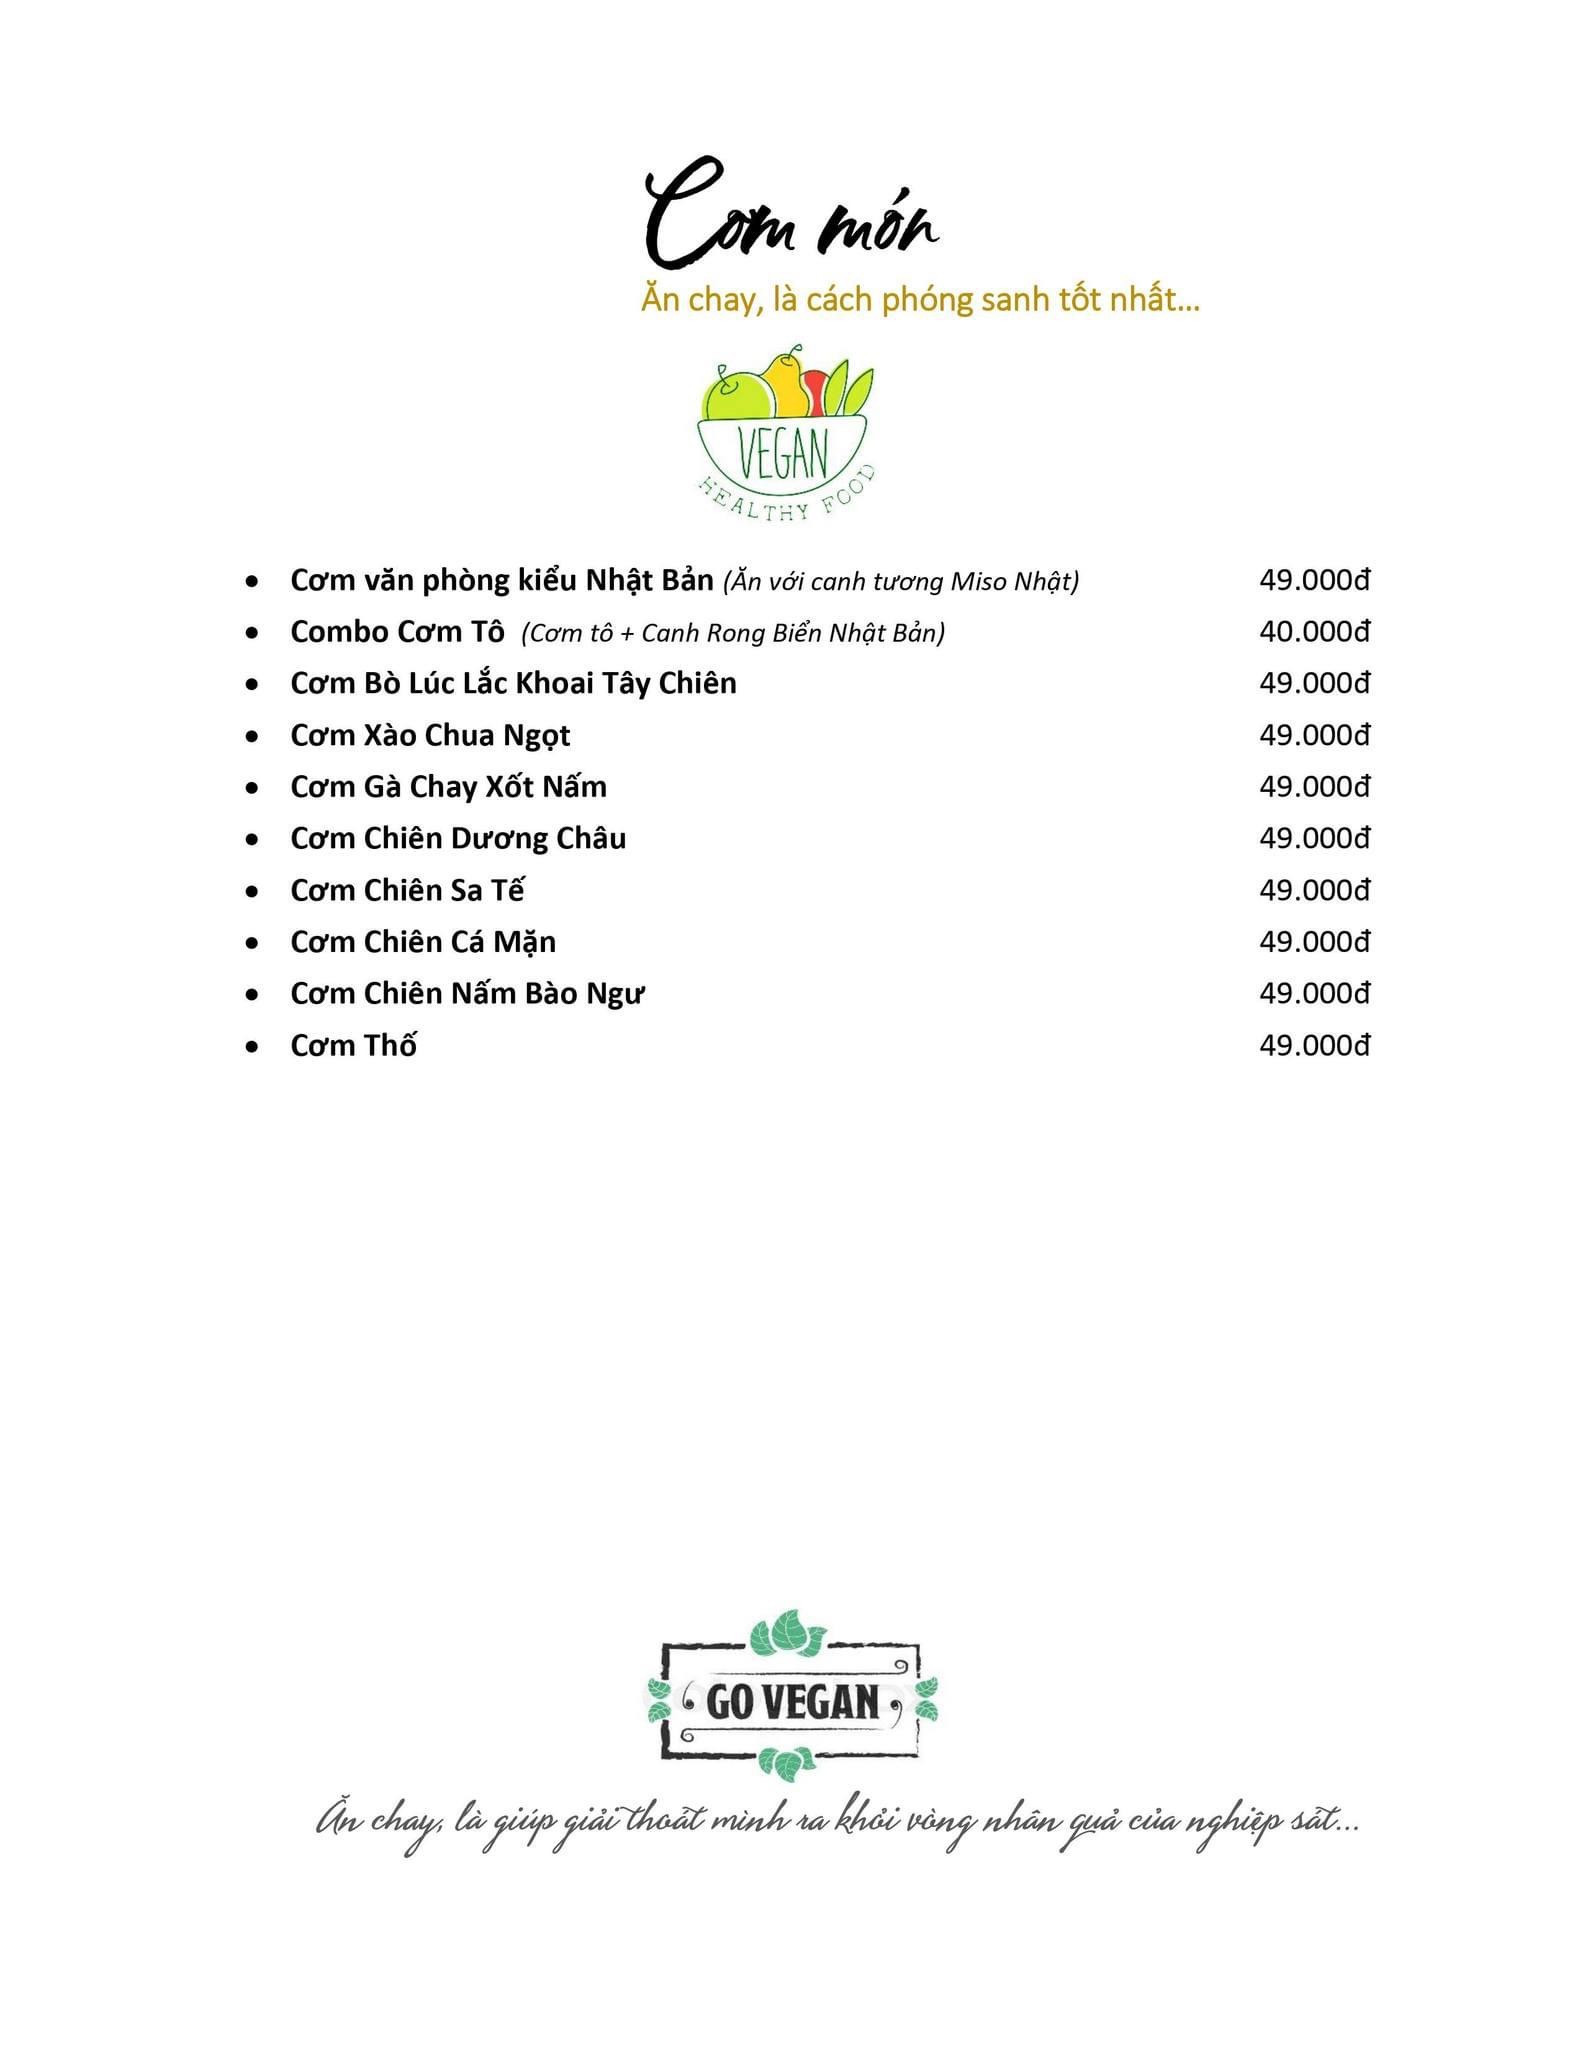 Cơm món
Ăn chay, là cách phóng sanh tốt nhất...
VEGAN
HEALTHY FOOD
• Cơm văn phòng kiểu Nhật Bản (Ăn với canh tương Miso Nhật) 49.000đ
• Combo Cơm Tô (Cơm tô + Canh Rong Biển Nhật Bản) 40.000đ
• Cơm Bò Lúc Lắc Khoai Tây Chiên 49.000đ
• Cơm Xào Chua Ngọt 49.000đ
• Cơm Gà Chay Xốt Nấm 49.000đ
• Cơm Chiên Dương Châu 49.000đ
• Cơm Chiên Sa Tế 49.000đ
• Cơm Chiên Cá Mặn 49.000đ
• Cơm Chiên Nấm Bào Ngư 49.000đ
• Cơm Thố 49.000đ
GO VEGAN
Ăn chay, là giúp giải thoát mình ra khỏi vòng nhân quả của nghiệp sát...